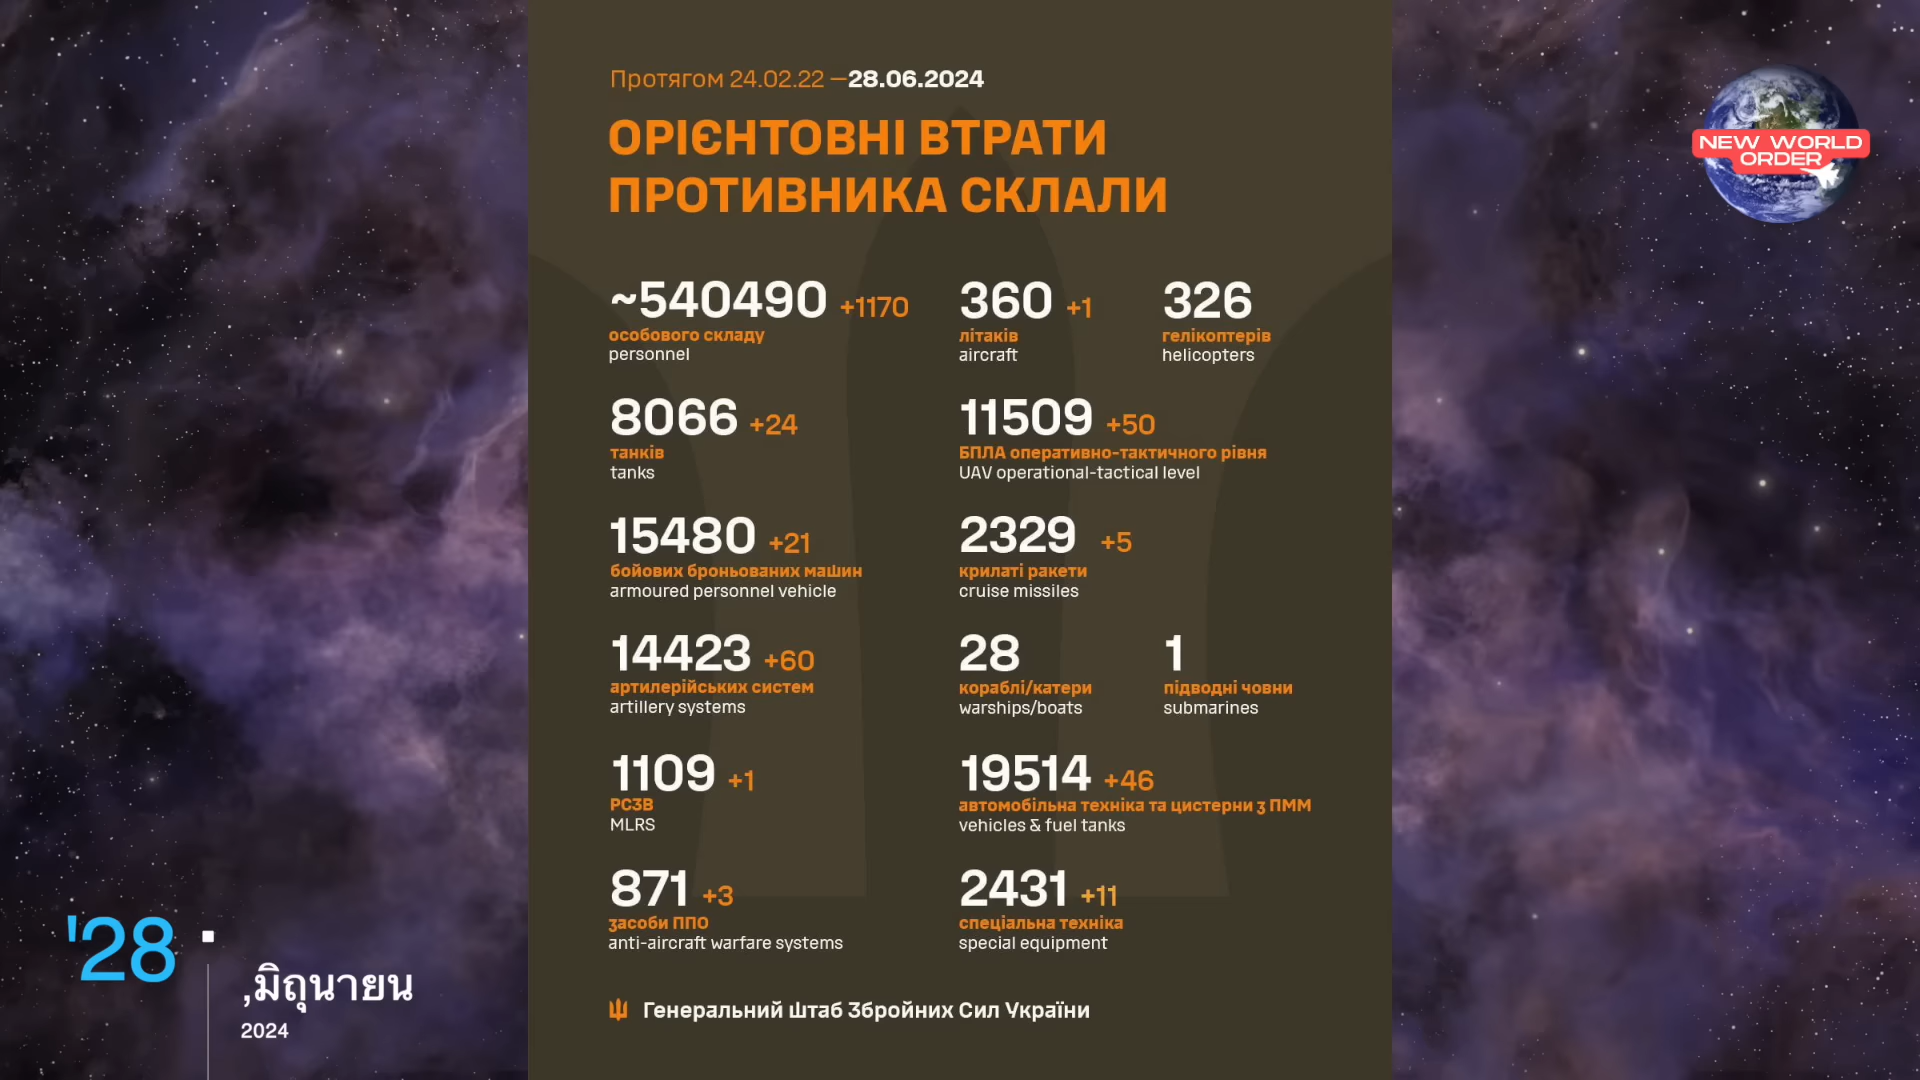 Протягом 24.02.22 —28.06.2024
ОРІЄНТОВНІ ВТРАТИ
ПРОТИВНИКА СКЛАЛИ
NEW WORLD
ORDER
~540490 +1170
особового складу
personnel
360 +1
літаків
aircraft
326
гелікоптерів
helicopters
8066 +24
танків
tanks
11509 +50
БПЛА оперативно-тактичного рівня
UAV operational-tactical level
15480 +21
бойових броньованих машин
armoured personnel vehicle
2329 +5
крилаті ракети
cruise missiles
14423 +60
артилерійських систем
artillery systems
28
кораблі/катери
warships/boats
1
підводні човни
submarines
1109 +1
РСЗВ
MLRS
19514 +46
автомобільна техніка та цистерни з ПММ
vehicles & fuel tanks
871 +3
засоби ППО
anti-aircraft warfare systems
2431 +11
спеціальна техніка
special equipment
Генеральний штаб Збройних Сил України
'28
,มิถุนายน
2024